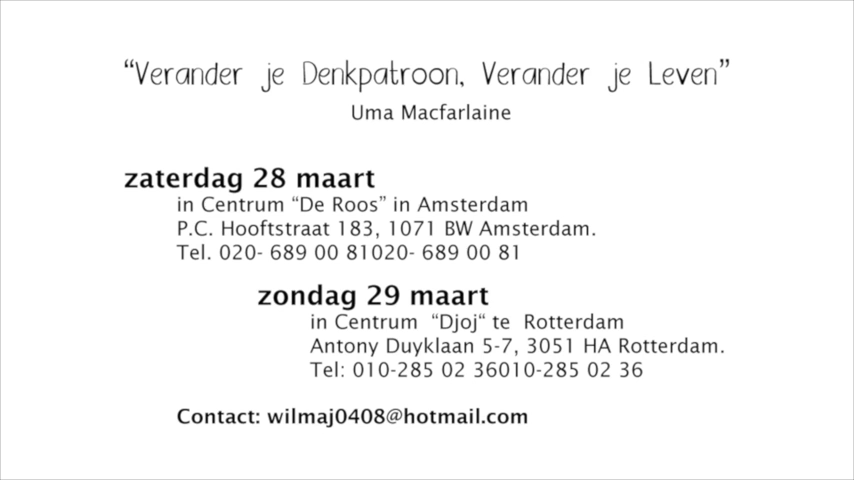 “Verander je Denkpatroon, Verander je Leven”
Uma Macfarlaine
zaterdag 28 maart
in Centrum “De Roos” in Amsterdam
P.C. Hooftstraat 183, 1071 BW Amsterdam.
Tel. 020- 689 00 81020- 689 00 81
zondag 29 maart
in Centrum “Djoj“ te Rotterdam
Antony Duyklaan 5-7, 3051 HA Rotterdam.
Tel: 010-285 02 36010-285 02 36
Contact: wilmaj0408@hotmail.com